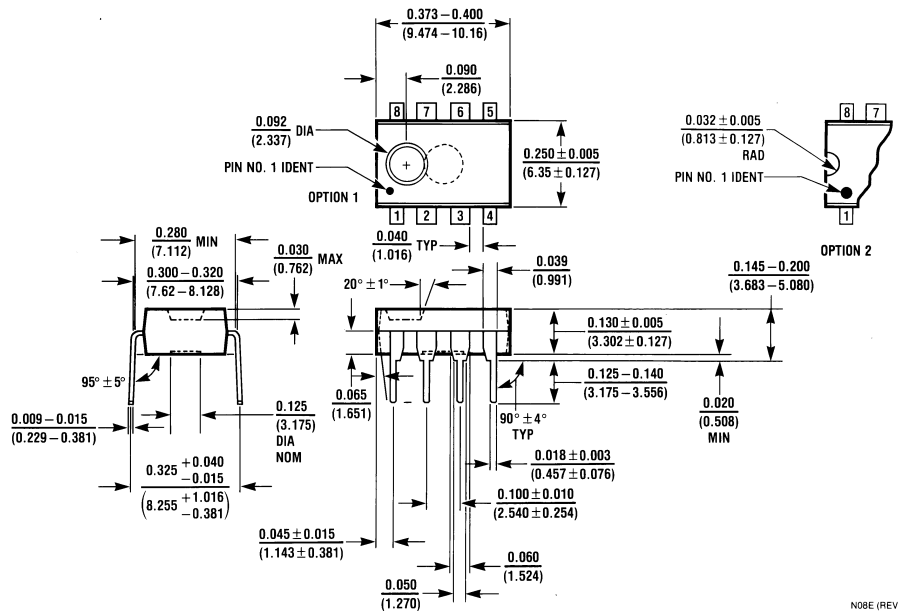 0.373 – 0.400
(9.474 – 10.16)
0.090
(2.286)
8 7 6 5
0.092
(2.337) DIA
PIN NO. 1 IDENT
OPTION 1
0.250 ± 0.005
(6.35 ± 0.127)
1 2 3 4
0.032 ± 0.005
(0.813 ± 0.127)
RAD
PIN NO. 1 IDENT
8 7
1
OPTION 2
0.280
(7.112) MIN
0.300 – 0.320
(7.62 – 8.128)
0.030
(0.762) MAX
0.040
(1.016) TYP
0.039
(0.991)
20° ± 1°
0.145 – 0.200
(3.683 – 5.080)
0.130 ± 0.005
(3.302 ± 0.127)
0.125 – 0.140
(3.175 – 3.556)
0.020
(0.508)
MIN
95° ± 5°
0.009 – 0.015
(0.229 – 0.381)
0.125
(3.175)
DIA
NOM
0.065
(1.651)
90° ± 4°
TYP
0.018 ± 0.003
(0.457 ± 0.076)
0.325 +0.040
−0.015
(8.255 +1.016
−0.381)
0.100 ± 0.010
(2.540 ± 0.254)
0.045 ± 0.015
(1.143 ± 0.381)
0.060
(1.524)
0.050
(1.270)
N08E (REV